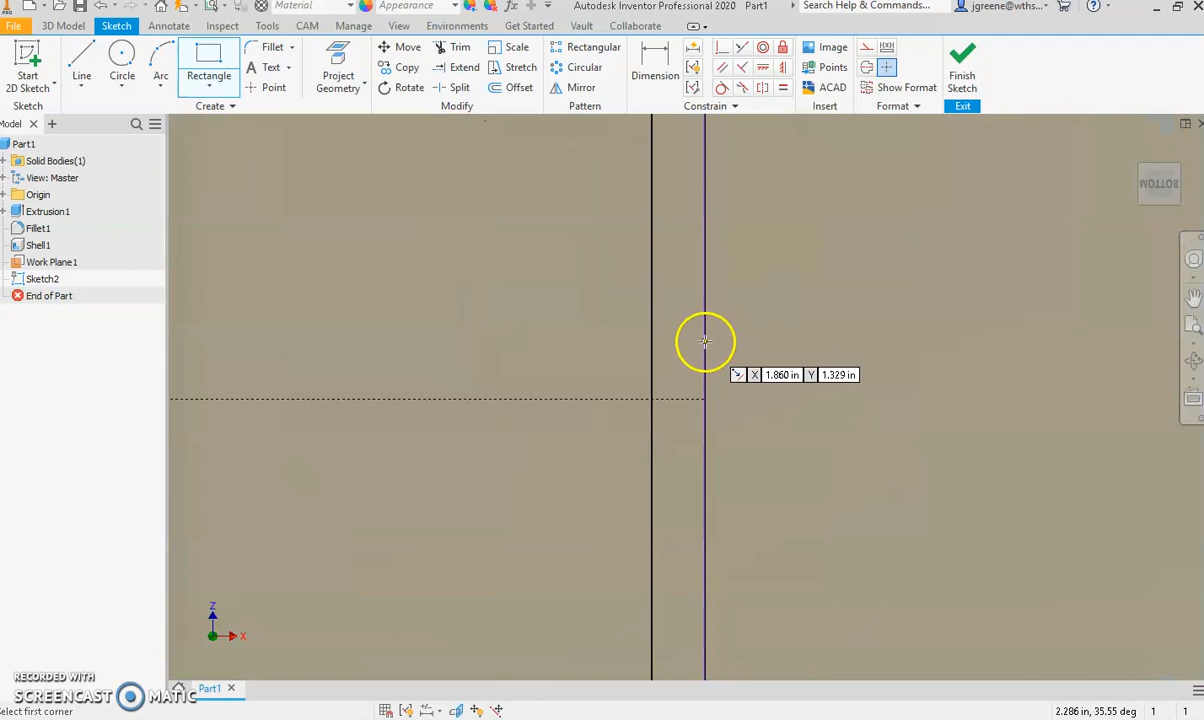 Material
Appearance
fx
Autodesk Inventor Professional 2020 Part1
Search Help & Commands...
jgreene@wths...
File
3D Model
Sketch
Annotate
Inspect
Tools
CAM
Manage
View
Environments
Get Started
Vault
Collaborate
Start
2D Sketch
Line
Circle
Arc
Rectangle
Fillet
Text
Point
Project
Geometry
Move
Copy
Rotate
Trim
Extend
Split
Scale
Stretch
Offset
Rectangular
Circular
Mirror
Dimension
Image
Points
ACAD
Show Format
Finish
Sketch
Sketch
Create
Modify
Pattern
Constrain
Insert
Format
Exit
Model
Part1
Solid Bodies(1)
View: Master
Origin
Extrusion1
Fillet1
Shell1
Work Plane1
Sketch2
End of Part
BOTTOM
X 1.860 in Y 1.329 in
Z
X
RECORDED WITH
SCREENCAST MATIC
Part1
Select first corner
2.286 in, 35.55 deg 1 1